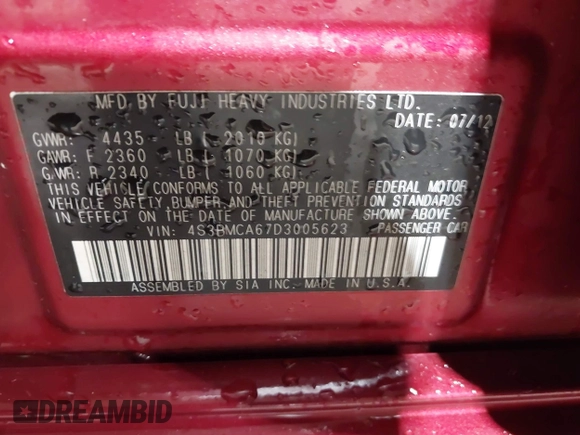 MFD BY FUJI HEAVY INDUSTRIES LTD.
DATE: 07/12
GVWR: 4435 LB ( 2010 KG)
GAWR: F 2360 LB ( 1070 KG)
GAWR: R 2340 LB ( 1060 KG)
THIS VEHICLE CONFORMS TO ALL APPLICABLE FEDERAL MOTOR
VEHICLE SAFETY, BUMPER, AND THEFT PREVENTION STANDARDS
IN EFFECT ON THE DATE OF MANUFACTURE SHOWN ABOVE.
VIN: 4S3BMCA67D3005623 PASSENGER CAR
ASSEMBLED BY SIA INC. MADE IN U.S.A.
DREAMBID